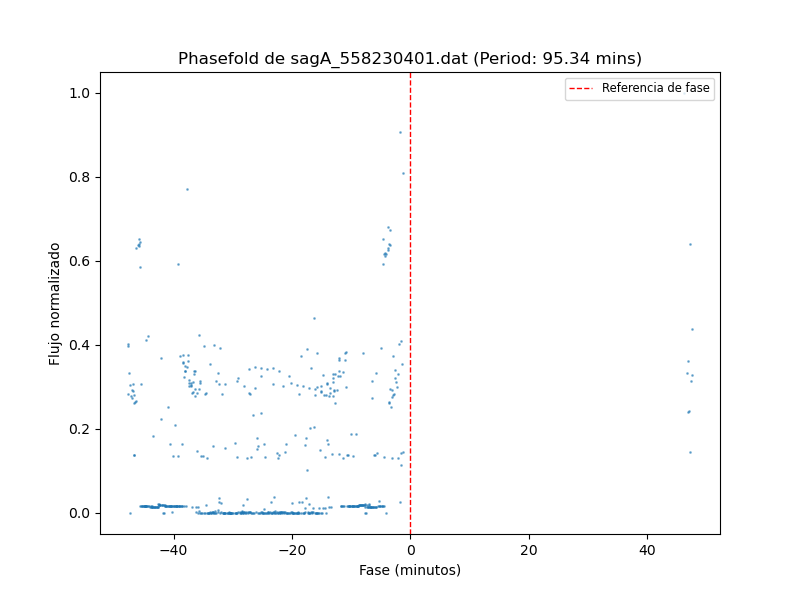 Phasefold de sagA_558230401.dat (Period: 95.34 mins)
Referencia de fase
Flujo normalizado
1.0
0.8
0.6
0.4
0.2
0.0
−40
−20
0
20
40
Fase (minutos)